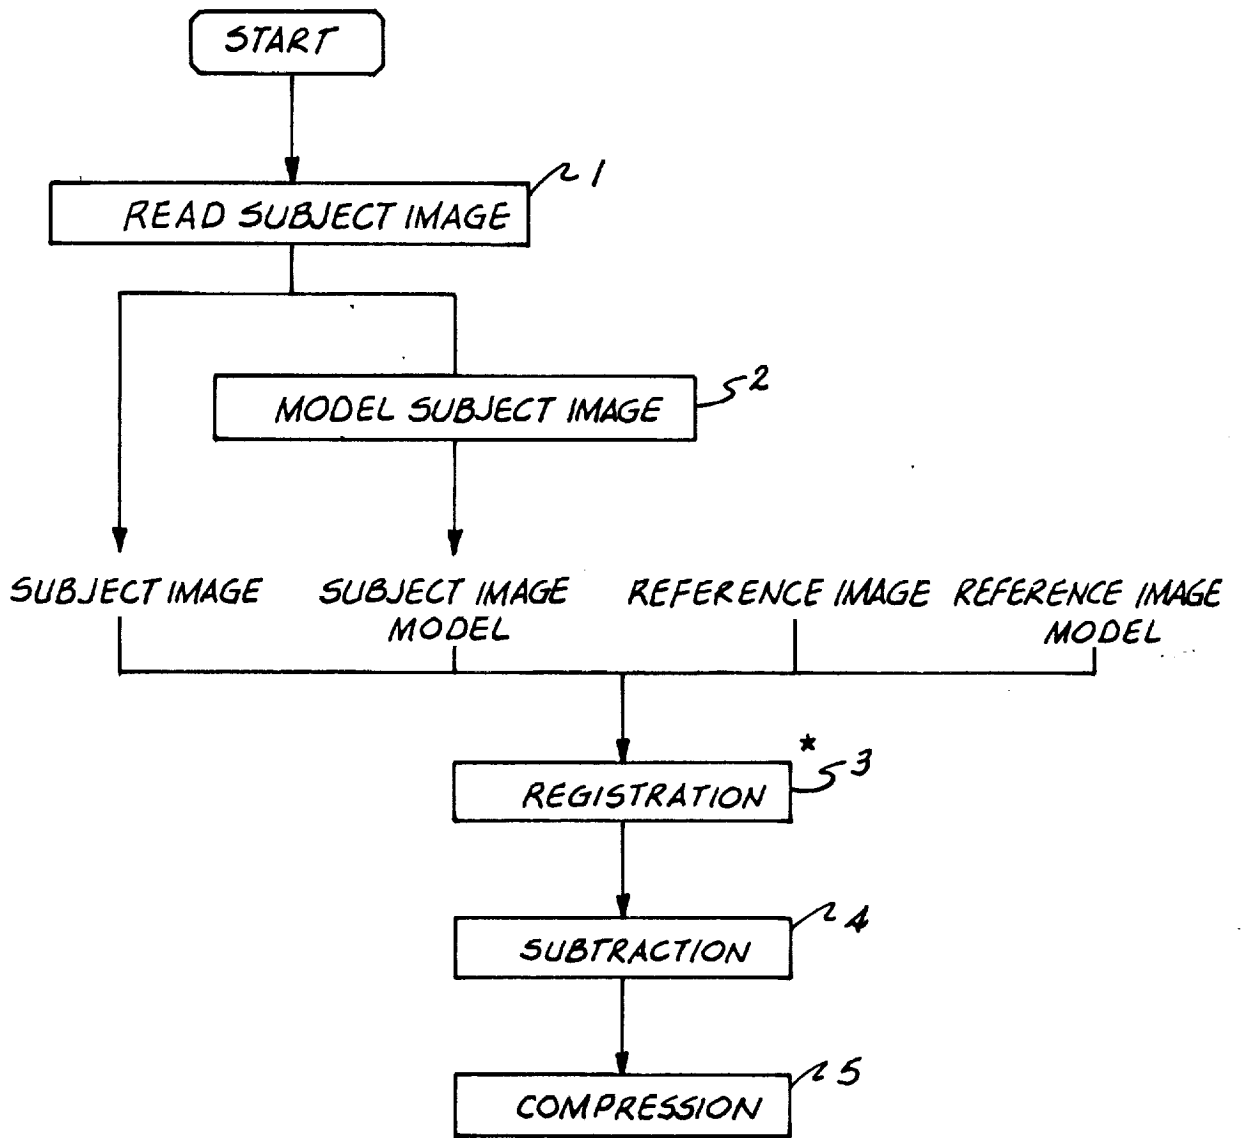 START
1
READ SUBJECT IMAGE
2
MODEL SUBJECT IMAGE
SUBJECT IMAGE
SUBJECT IMAGE
MODEL
REFERENCE IMAGE
REFERENCE IMAGE
MODEL
*
3
REGISTRATION
4
SUBTRACTION
5
COMPRESSION